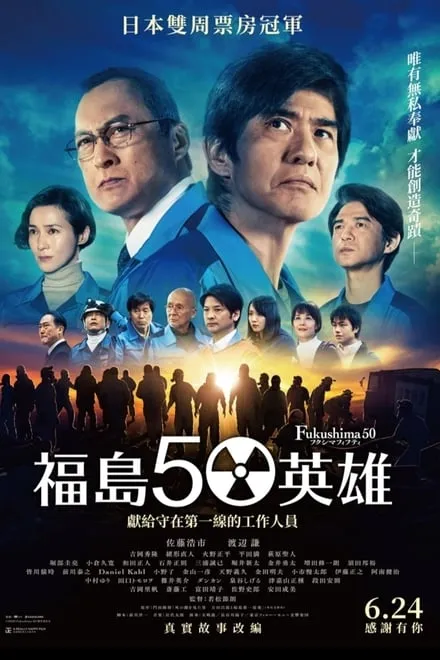 日本雙周票房冠軍
唯有無私奉獻
才能創造奇蹟——
Fukushima 50
フクシマフィフティ
福島50英雄
獻給守在第一線的工作人員
佐藤浩市 渡辺謙
吉岡秀隆 緒形直人 火野正平 平田満 萩原聖人
堀部圭亮 小倉久寛 和田正人 石井正則 三浦誠己 堀井新太 金井勇太 増田修一朗 須田邦裕
皆川猿時 前川泰之 Daniel Kahl 小野了 金山一彦 天野義久 金田明夫 小市慢太郎 伊藤正之 阿南健治
中村ゆり 田口トモロヲ 篠井英介 ダンカン 泉谷しげる 津嘉山正種 段田安則
吉岡里帆 斎藤工 富田靖子 佐野史郎 安田成美
監督:若松節朗
真實故事改編
6.24
感謝有你